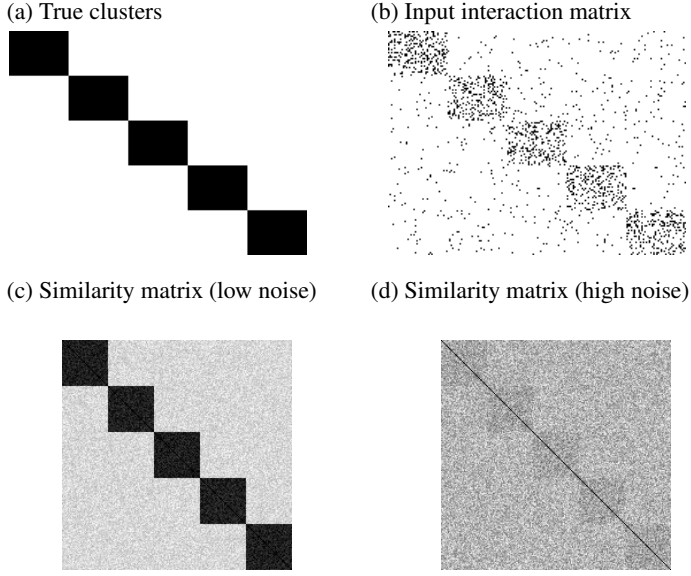 (a) True clusters
(b) Input interaction matrix
(c) Similarity matrix (low noise)
(d) Similarity matrix (high noise)